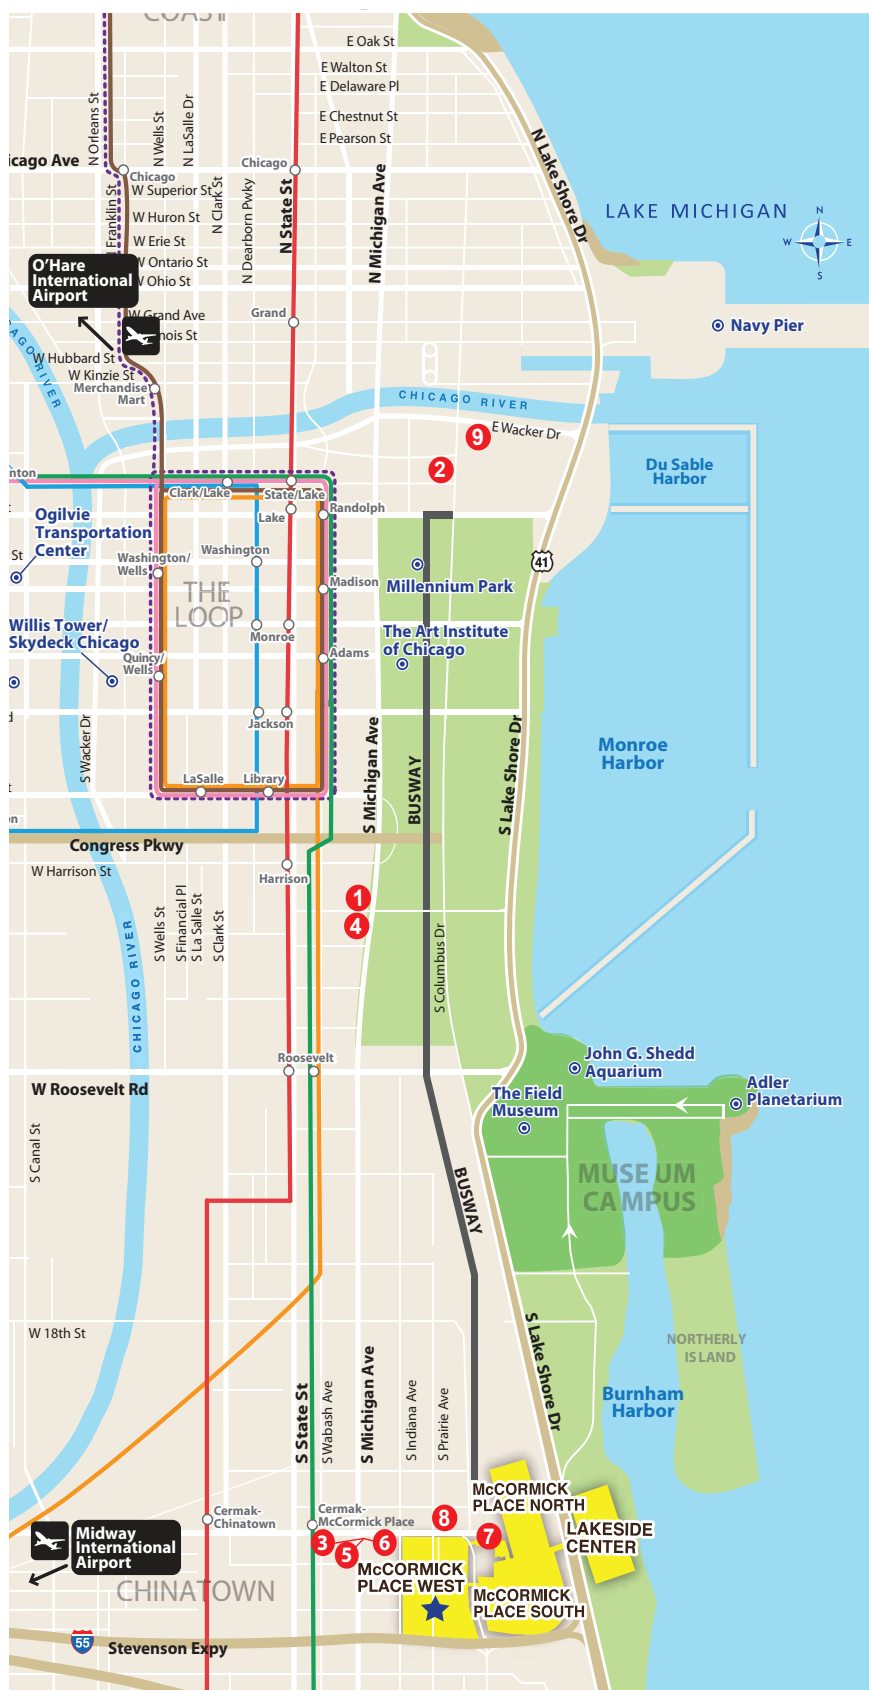 COAST
E Oak St
E Walton St
E Delaware Pl
E Chestnut St
E Pearson St
N Orleans St
N Wells St
N LaSalle Dr
N Lake Shore Dr
icago Ave
Chicago
Chicago
W Superior St
W Huron St
W Erie St
W Ontario St
W Ohio St
W Grand Ave
nois St
W Hubbard St
W Kinzie St
Franklin St
N Clark St
N Dearborn Pwky
N State St
N Michigan Ave
LAKE MICHIGAN
N
W E
S
O'Hare
International
Airport
Grand
Navy Pier
AGO RIVER
Merchandise
Mart
CHICAGO RIVER
E Wacker Dr
9
2
Du Sable
Harbor
nton
Clark/Lake
State/Lake
Lake
Randolph
Ogilvie
Transportation
Center
St
Washington/
Wells
Washington
THE
LOOP
Madison
Millennium Park
41
Willis Tower/
Skydeck Chicago
Monroe
The Art Institute
of Chicago
Quincy/
Wells
Adams
Jackson
d
S Wacker Dr
S Michigan Ave
BUSWAY
S Lake Shore Dr
Monroe
Harbor
LaSalle
Library
t
on
Congress Pkwy
W Harrison St
Harrison
1
4
S Wells St
S Financial Pl
S La Salle St
S Clark St
S Columbus Dr
CHICAGO RIVER
Roosevelt
W Roosevelt Rd
John G. Shedd
Aquarium
The Field
Museum
Adler
Planetarium
S Canal St
BUSWAY
MUSEUM
CAMPUS
W 18th St
S Lake Shore Dr
NORTHERLY
ISLAND
Burnham
Harbor
S State St
S Wabash Ave
S Michigan Ave
S Indiana Ave
S Prairie Ave
McCORMICK
PLACE NORTH
Cermak-
Chinatown
Cermak-
McCormick Place
8
7
3
5
6
LAKESIDE
CENTER
Midway
International
Airport
McCORMICK
PLACE WEST
McCORMICK
PLACE SOUTH
CHINATOWN
55
Stevenson Expy